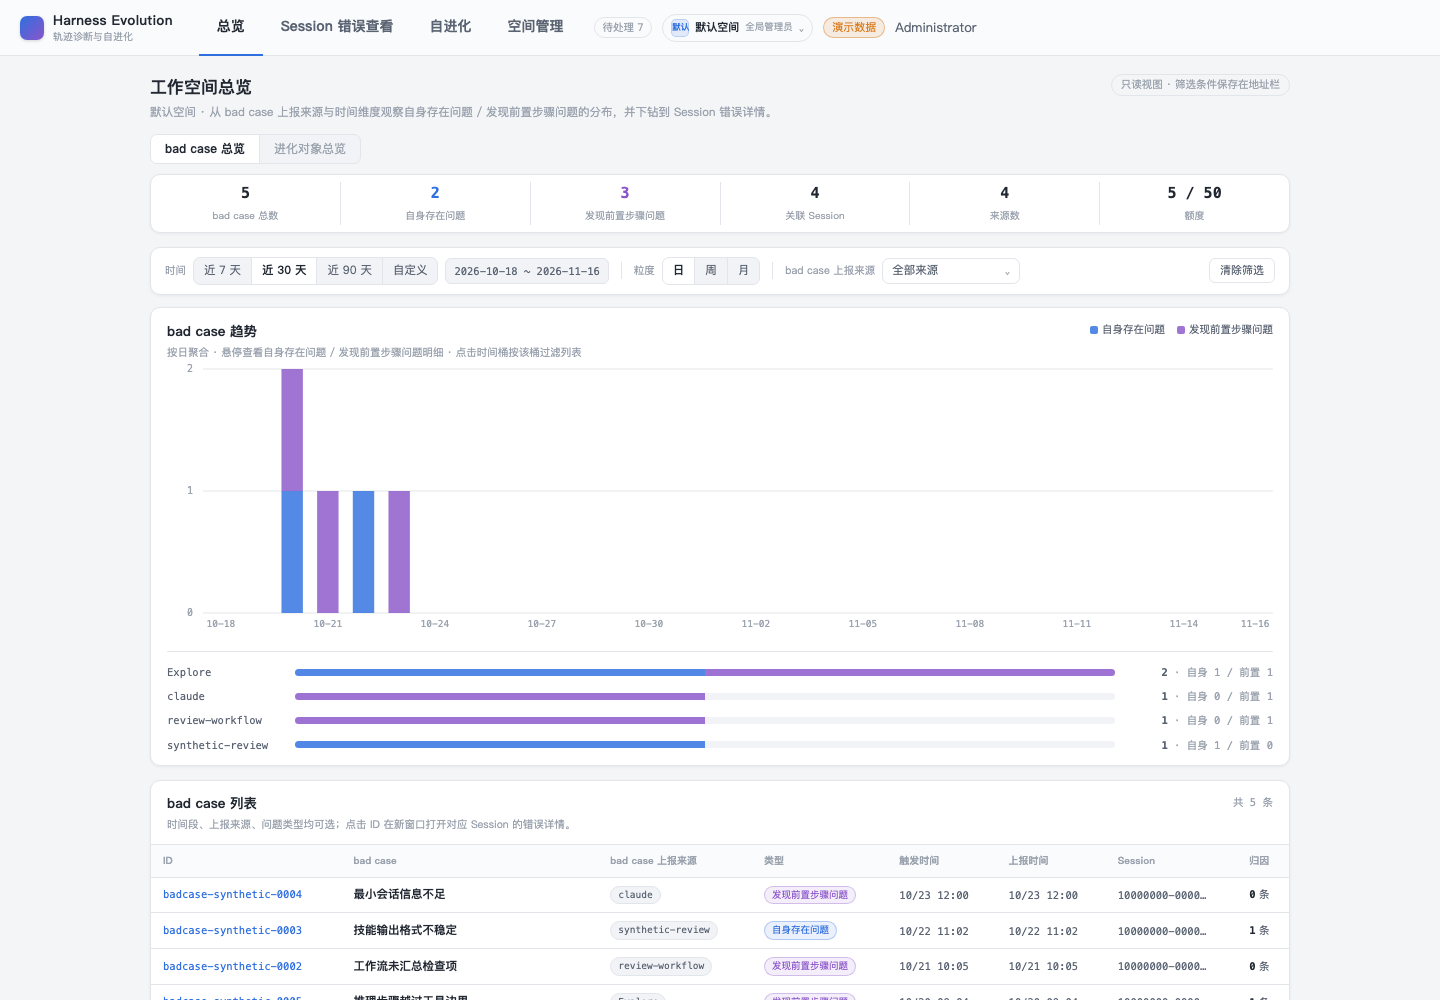 Harness Evolution
轨迹诊断与自进化
总览
Session 错误查看
自进化
空间管理
待处理 7
默认
默认空间
全局管理员
演示数据
Administrator
工作空间总览
只读视图 · 筛选条件保存在地址栏
默认空间 · 从 bad case 上报来源与时间维度观察自身存在问题 / 发现前置步骤问题的分布，并下钻到 Session 错误详情。
bad case 总览
进化对象总览
5
bad case 总数
2
自身存在问题
3
发现前置步骤问题
4
关联 Session
4
来源数
5 / 50
额度
时间
近 7 天
近 30 天
近 90 天
自定义
2026-10-18 ~ 2026-11-16
粒度
日
周
月
bad case 上报来源
全部来源
清除筛选
bad case 趋势
自身存在问题
发现前置步骤问题
按日聚合 · 悬停查看自身存在问题 / 发现前置步骤问题明细 · 点击时间桶按该桶过滤列表
2
1
0
10-18
10-21
10-24
10-27
10-30
11-02
11-05
11-08
11-11
11-14
11-16
Explore
2 · 自身 1 / 前置 1
claude
1 · 自身 0 / 前置 1
review-workflow
1 · 自身 0 / 前置 1
synthetic-review
1 · 自身 1 / 前置 0
bad case 列表
共 5 条
时间段、上报来源、问题类型均可选；点击 ID 在新窗口打开对应 Session 的错误详情。
ID
bad case
bad case 上报来源
类型
触发时间
上报时间
Session
归因
badcase-synthetic-0004
最小会话信息不足
claude
发现前置步骤问题
10/23 12:00
10/23 12:00
10000000-0000…
0 条
badcase-synthetic-0003
技能输出格式不稳定
synthetic-review
自身存在问题
10/22 11:02
10/22 11:02
10000000-0000…
1 条
badcase-synthetic-0002
工作流未汇总检查项
review-workflow
发现前置步骤问题
10/21 10:05
10/21 10:05
10000000-0000…
0 条